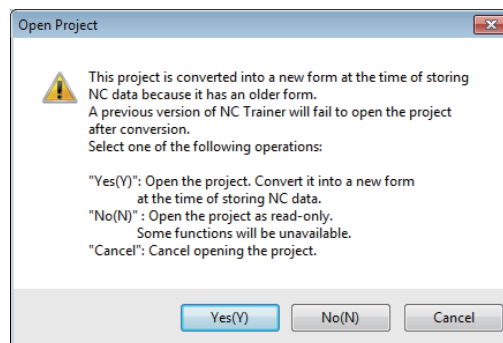 Open Project
This project is converted into a new form at the time of storing
NC data because it has an older form.
A previous version of NC Trainer will fail to open the project
after conversion.
Select one of the following operations:
"Yes(Y)": Open the project. Convert it into a new form
at the time of storing NC data.
"No(N)" : Open the project as read-only.
Some functions will be unavailable.
"Cancel": Cancel opening the project.
Yes(Y)
No(N)
Cancel